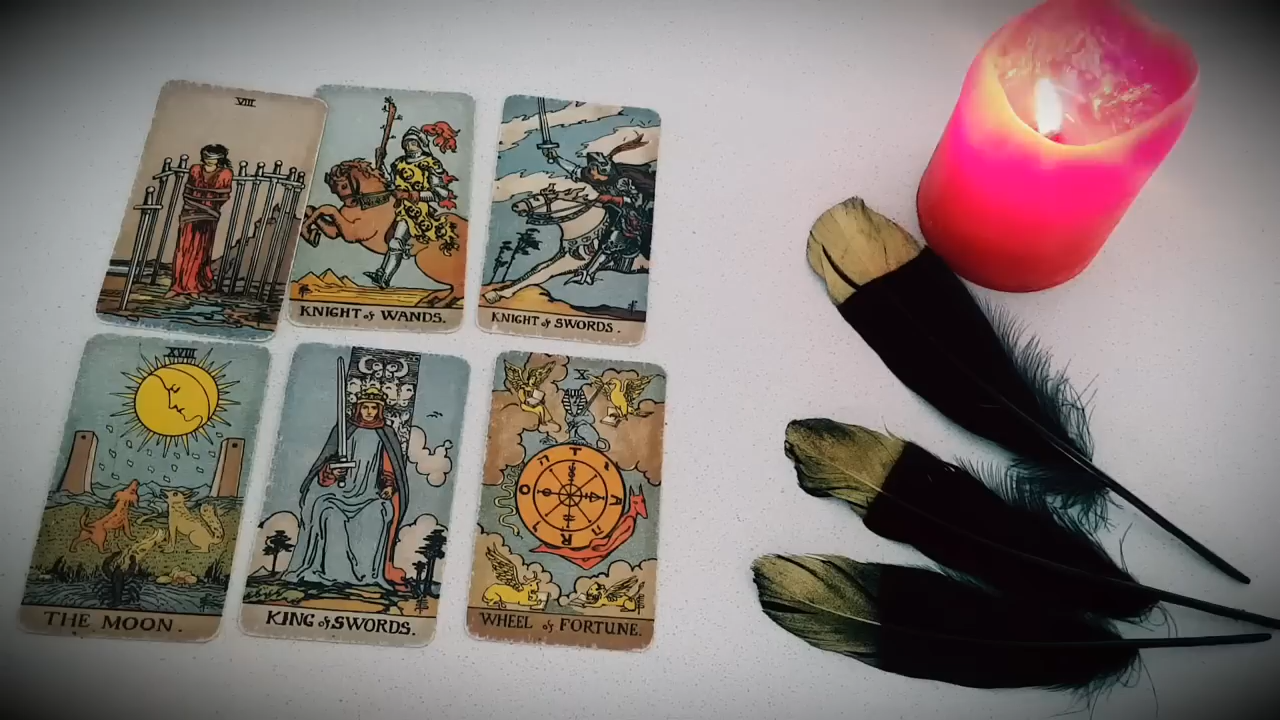 VIII
KNIGHT of WANDS.
KNIGHT of SWORDS.
XVIII
THE MOON.
KING of SWORDS.
X
WHEEL of FORTUNE.